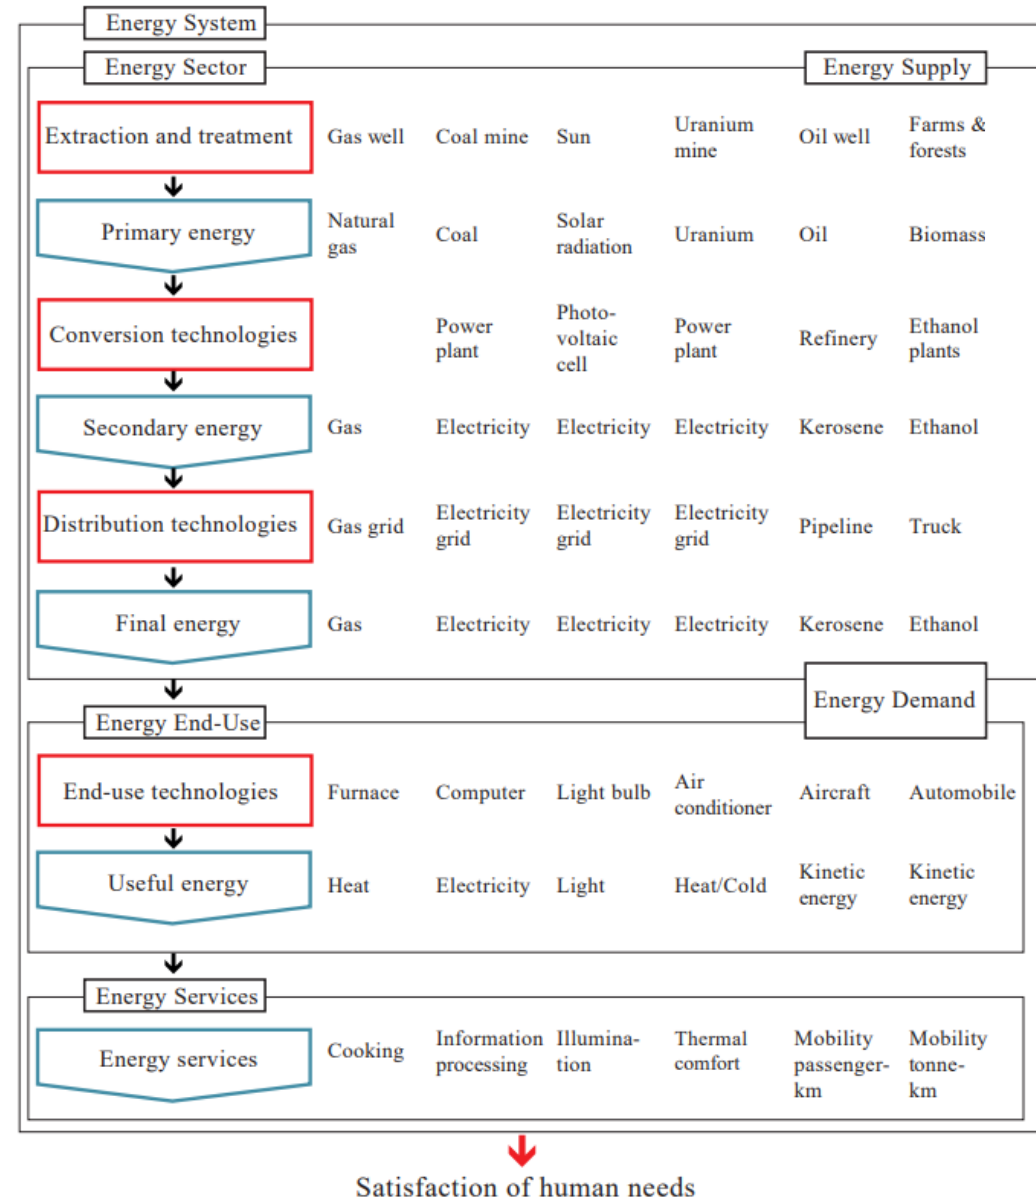 Energy System
Energy Sector
Energy Supply
Extraction and treatment
Gas well
Coal mine
Sun
Uranium
mine
Oil well
Farms &
forests
Primary energy
Natural
gas
Coal
Solar
radiation
Uranium
Oil
Biomass
Conversion technologies
Power
plant
Photo-
voltaic
cell
Power
plant
Refinery
Ethanol
plants
Secondary energy
Gas
Electricity
Electricity
Electricity
Kerosene
Ethanol
Distribution technologies
Gas grid
Electricity
grid
Electricity
grid
Electricity
grid
Pipeline
Truck
Final energy
Gas
Electricity
Electricity
Electricity
Kerosene
Ethanol
Energy Demand
Energy End-Use
End-use technologies
Furnace
Computer
Light bulb
Air
conditioner
Aircraft
Automobile
Useful energy
Heat
Electricity
Light
Heat/Cold
Kinetic
energy
Kinetic
energy
Energy Services
Energy services
Cooking
Information
processing
Illumina-
tion
Thermal
comfort
Mobility
passenger-
km
Mobility
tonne-
km
Satisfaction of human needs